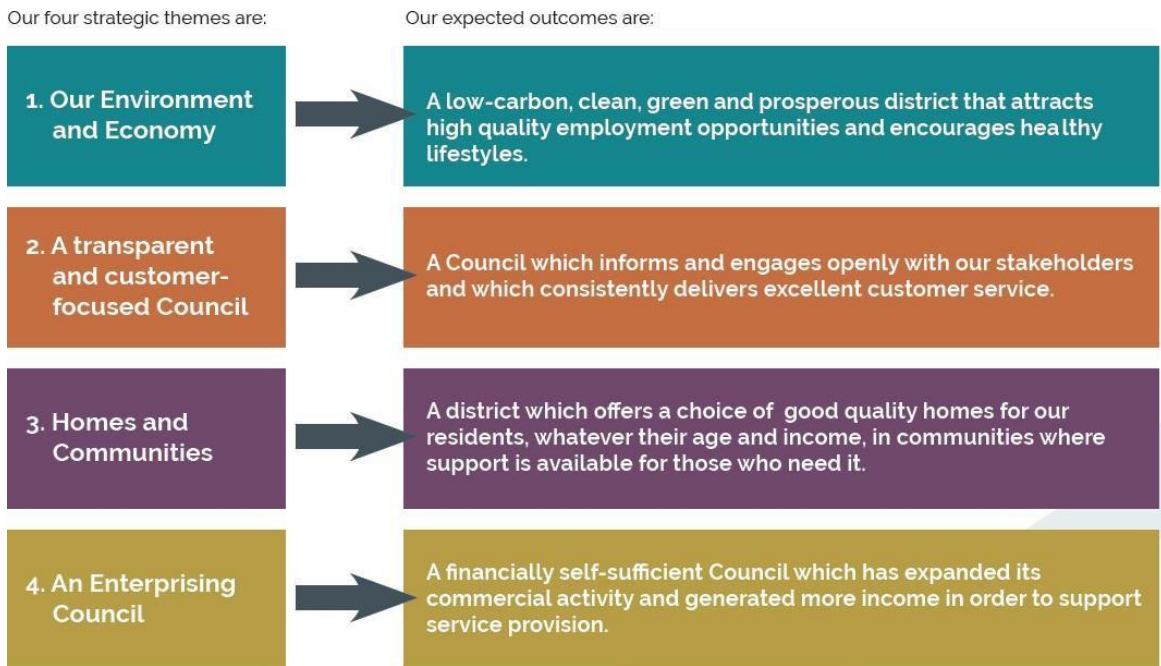 Our four strategic themes are:
Our expected outcomes are:
1. Our Environment
and Economy
A low-carbon, clean, green and prosperous district that attracts
high quality employment opportunities and encourages healthy
lifestyles.
2. A transparent
and customer-
focused Council
A Council which informs and engages openly with our stakeholders
and which consistently delivers excellent customer service.
3. Homes and
Communities
A district which offers a choice of good quality homes for our
residents, whatever their age and income, in communities where
support is available for those who need it.
4. An Enterprising
Council
A financially self-sufficient Council which has expanded its
commercial activity and generated more income in order to support
service provision.